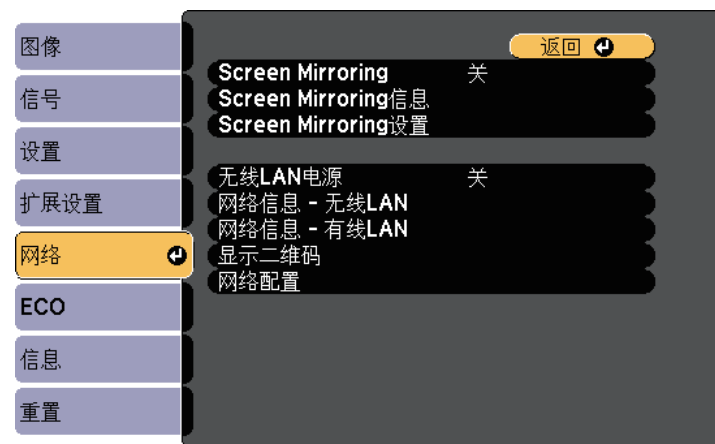 图像
信号
设置
扩展设置
网络
ECO
信息
重置
返回
Screen Mirroring 关
Screen Mirroring信息
Screen Mirroring设置
无线LAN电源 关
网络信息 - 无线LAN
网络信息 - 有线LAN
显示二维码
网络配置